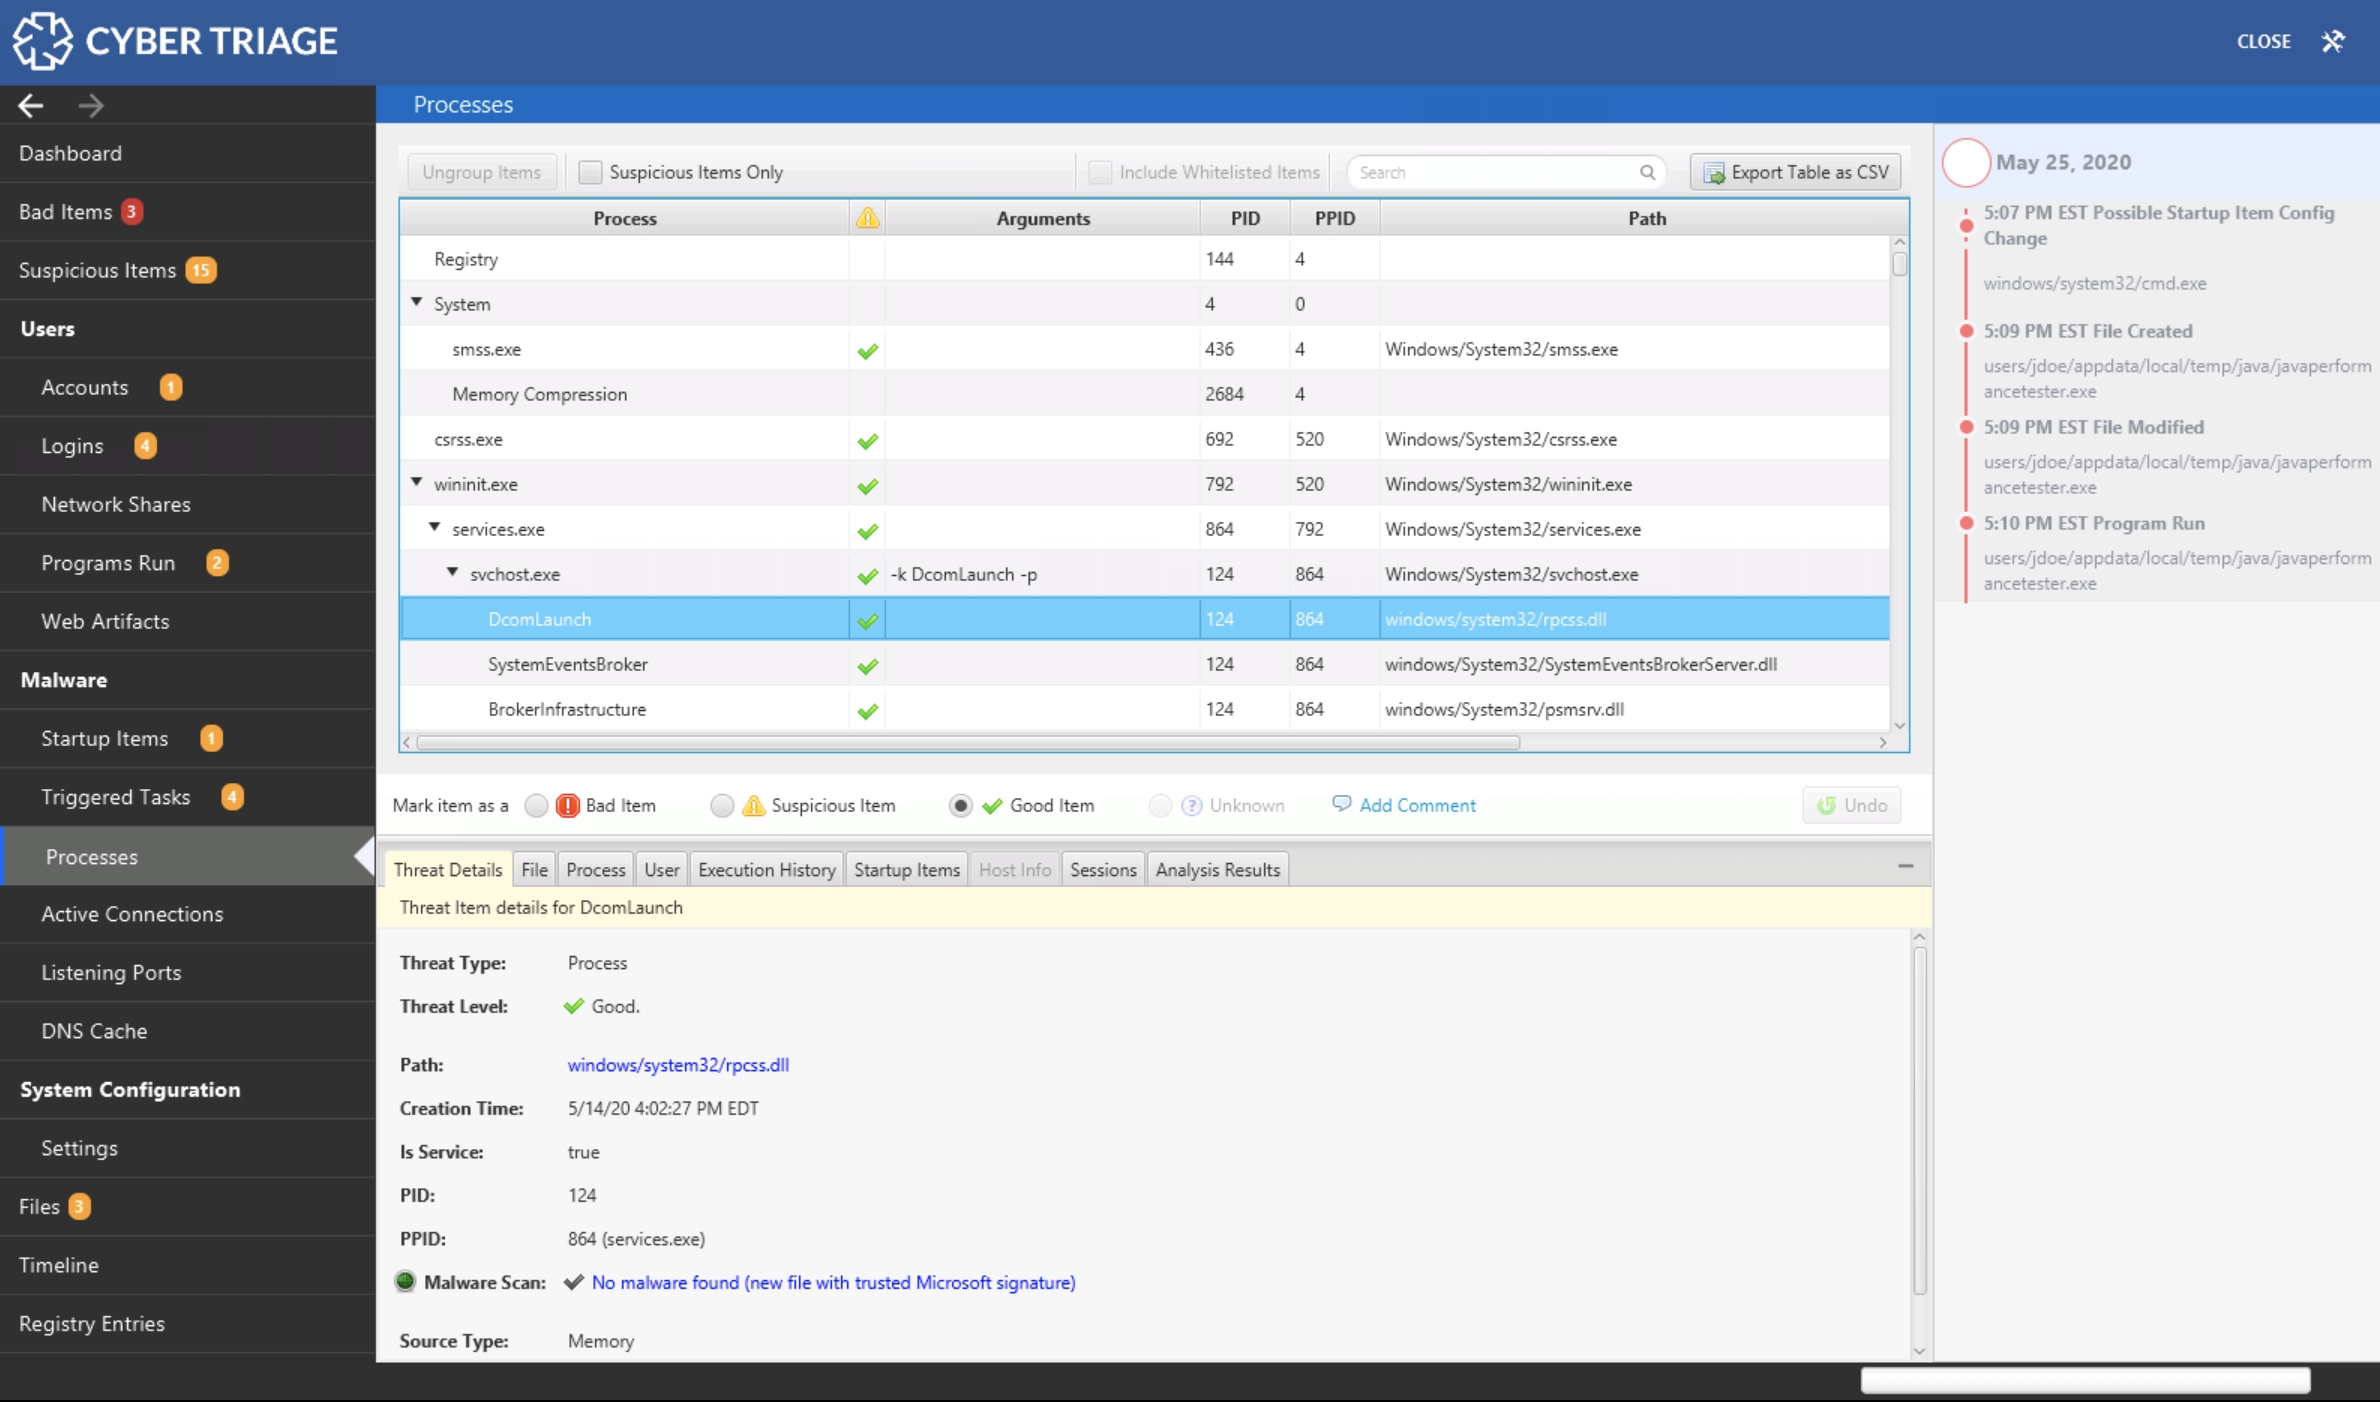 CYBER TRIAGE
CLOSE
Dashboard
Bad Items 3
Suspicious Items 15
Users
Accounts 1
Logins 4
Network Shares
Programs Run 2
Web Artifacts
Malware
Startup Items 1
Triggered Tasks 4
Processes
Active Connections
Listening Ports
DNS Cache
System Configuration
Settings
Files 3
Timeline
Registry Entries
Processes
Ungroup Items Suspicious Items Only Include Whitelisted Items Search Export Table as CSV
Process Arguments PID PPID Path
Registry 144 4
System 4 0
smss.exe 436 4 Windows/System32/smss.exe
Memory Compression 2684 4
csrss.exe 692 520 Windows/System32/csrss.exe
wininit.exe 792 520 Windows/System32/wininit.exe
services.exe 864 792 Windows/System32/services.exe
svchost.exe -k DcomLaunch -p 124 864 Windows/System32/svchost.exe
DcomLaunch 124 864 windows/system32/rpcss.dll
SystemEventsBroker 124 864 windows/System32/SystemEventsBrokerServer.dll
BrokerInfrastructure 124 864 windows/System32/psmsrv.dll
Mark item as a Bad Item Suspicious Item Good Item ? Unknown Add Comment Undo
Threat Details File Process User Execution History Startup Items Host Info Sessions Analysis Results
Threat Item details for DcomLaunch
Threat Type: Process
Threat Level: Good.
Path: windows/system32/rpcss.dll
Creation Time: 5/14/20 4:02:27 PM EDT
Is Service: true
PID: 124
PPID: 864 (services.exe)
Malware Scan: No malware found (new file with trusted Microsoft signature)
Source Type: Memory
May 25, 2020
5:07 PM EST Possible Startup Item Config
Change
windows/system32/cmd.exe
5:09 PM EST File Created
users/jdoe/appdata/local/temp/java/javaperform
ancetester.exe
5:09 PM EST File Modified
users/jdoe/appdata/local/temp/java/javaperform
ancetester.exe
5:10 PM EST Program Run
users/jdoe/appdata/local/temp/java/javaperform
ancetester.exe